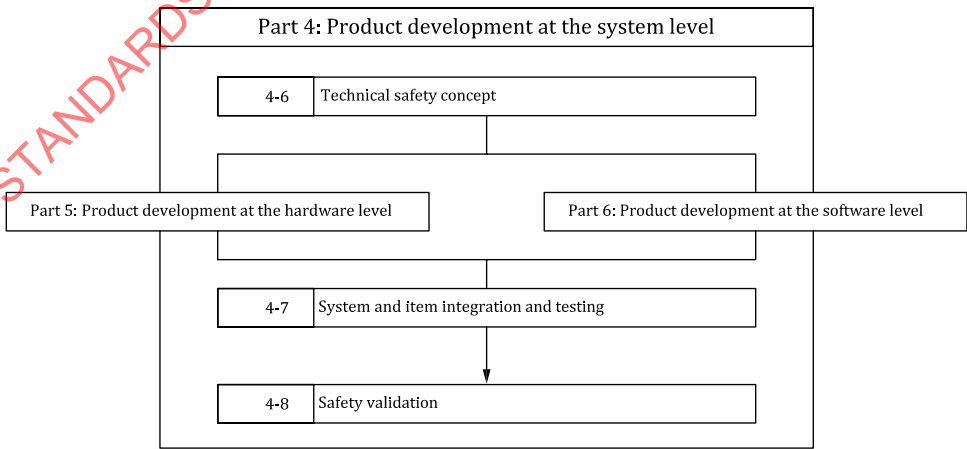 Part 4: Product development at the system level
STANDARDS
4-6 Technical safety concept
Part 5: Product development at the hardware level
Part 6: Product development at the software level
4-7 System and item integration and testing
4-8 Safety validation